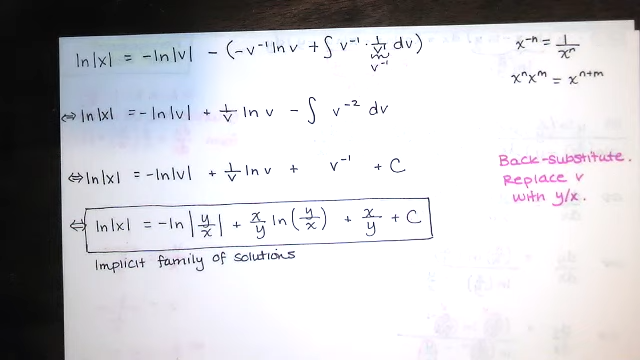 ln|x| = -ln|v| - (-v⁻¹ ln v + ∫ v⁻¹ · 1/v dv)
v⁻¹
x⁻ⁿ = 1/xⁿ
xⁿxᵐ = xⁿ⁺ᵐ
⇔ ln|x| = -ln|v| + 1/v ln v - ∫ v⁻² dv
⇔ ln|x| = -ln|v| + 1/v ln v + v⁻¹ + C
Back-substitute.
Replace v
with y/x.
⇔ ln|x| = -ln|y/x| + x/y ln(y/x) + x/y + C
Implicit family of solutions